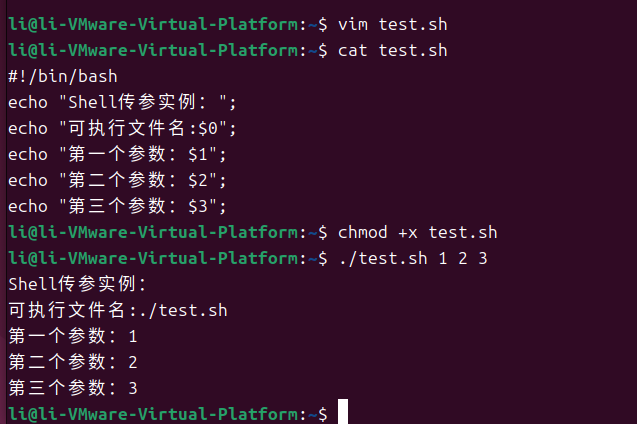 li@li-VMware-Virtual-Platform:~$ vim test.sh
li@li-VMware-Virtual-Platform:~$ cat test.sh
#!/bin/bash
echo "Shell传参实例：";
echo "可执行文件名:$0";
echo "第一个参数：$1";
echo "第二个参数：$2";
echo "第三个参数：$3";
li@li-VMware-Virtual-Platform:~$ chmod +x test.sh
li@li-VMware-Virtual-Platform:~$ ./test.sh 1 2 3
Shell传参实例：
可执行文件名:./test.sh
第一个参数：1
第二个参数：2
第三个参数：3
li@li-VMware-Virtual-Platform:~$